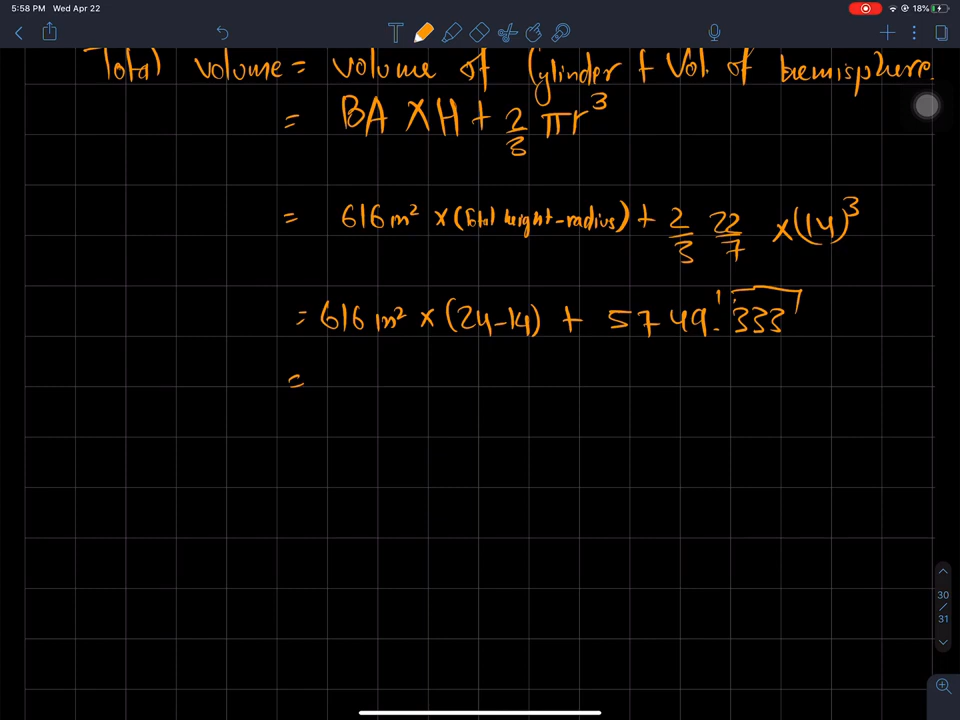 5:58 PM Wed Apr 22
18%
T
Total volume = volume of Cylinder + Vol. of hemisphere.
= BA X H + 2/3 πr³
= 616 m² x (Total height - radius) + 2/3 22/7 x (14)³
= 616 m² x (24 - 14) + 5749.333
=
30
/
31